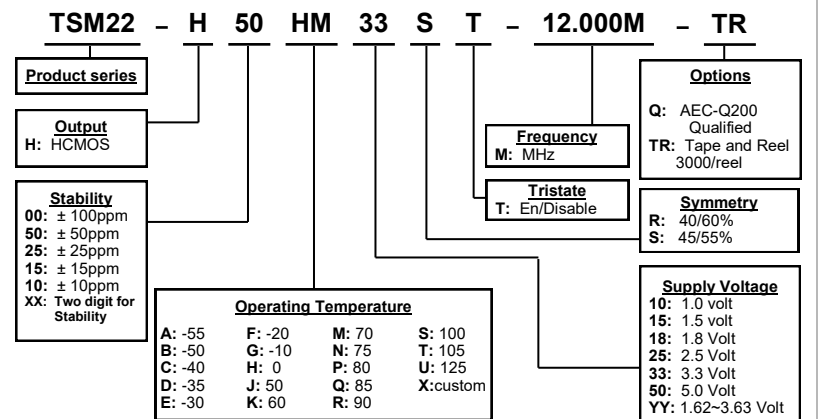 TSM22 – H 50 HM 33 S T – 12.000M – TR
Product series
Output
H: HCMOS
Stability
00: ± 100ppm
50: ± 50ppm
25: ± 25ppm
15: ± 15ppm
10: ± 10ppm
XX: Two digit for
Stability
Operating Temperature
A: -55 F: -20 M: 70 S: 100
B: -50 G: -10 N: 75 T: 105
C: -40 H: 0 P: 80 U: 125
D: -35 J: 50 Q: 85 X:custom
E: -30 K: 60 R: 90
Frequency
M: MHz
Tristate
T: En/Disable
Options
Q: AEC-Q200
Qualified
TR: Tape and Reel
3000/reel
Symmetry
R: 40/60%
S: 45/55%
Supply Voltage
10: 1.0 volt
15: 1.5 volt
18: 1.8 Volt
25: 2.5 Volt
33: 3.3 Volt
50: 5.0 Volt
YY: 1.62~3.63 Volt